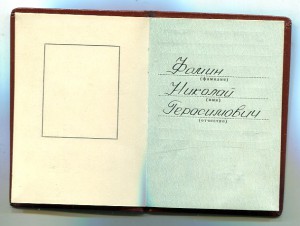 Фомин
(фамилия)
Николай
(имя)
Герасимович
(отчество)